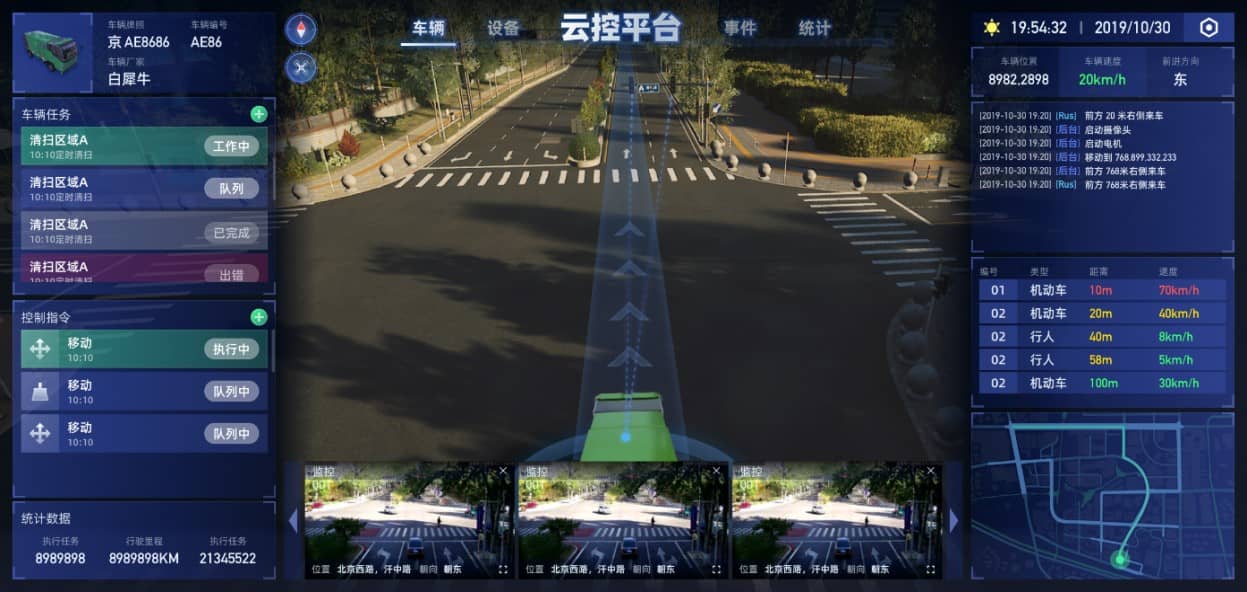 车辆牌照 车辆编号
京 AE8686 AE86
车辆厂家
白犀牛
车辆 设备 云控平台 事件 统计
19:54:32 | 2019/10/30
车辆位置 车辆速度 前进方向
8982,2898 20km/h 东
车辆任务
清扫区域A
10:10定时清扫
工作中
清扫区域A
10:10定时清扫
队列
清扫区域A
10:10定时清扫
已完成
清扫区域A
10:10定时清扫
出错
控制指令
移动
10:10
执行中
移动
10:10
队列中
移动
10:10
队列中
统计数据
执行任务 行驶里程 执行任务
8989898 8989898KM 21345522
A
监控
001
位置 北京西路，汗中路 朝向 朝东
监控
001
位置 北京西路，汗中路 朝向 朝东
监控
001
位置 北京西路，汗中路 朝向 朝东
[2019-10-30 19:20] [Rus] 前方 20 米右侧来车
[2019-10-30 19:20] [后台] 启动摄像头
[2019-10-30 19:20] [后台] 启动电机
[2019-10-30 19:20] [后台] 移动到 768.899,332,233
[2019-10-30 19:20] [后台] 前方 768米右侧来车
[2019-10-30 19:20] [Rus] 前方 768米右侧来车
编号 类型 距离 速度
01 机动车 10m 70km/h
02 机动车 20m 40km/h
02 行人 40m 8km/h
02 行人 58m 5km/h
02 机动车 100m 30km/h